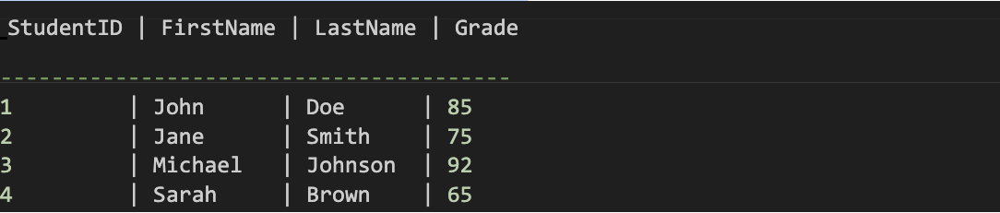 StudentID | FirstName | LastName | Grade
----------------------------------------
1 | John | Doe | 85
2 | Jane | Smith | 75
3 | Michael | Johnson | 92
4 | Sarah | Brown | 65